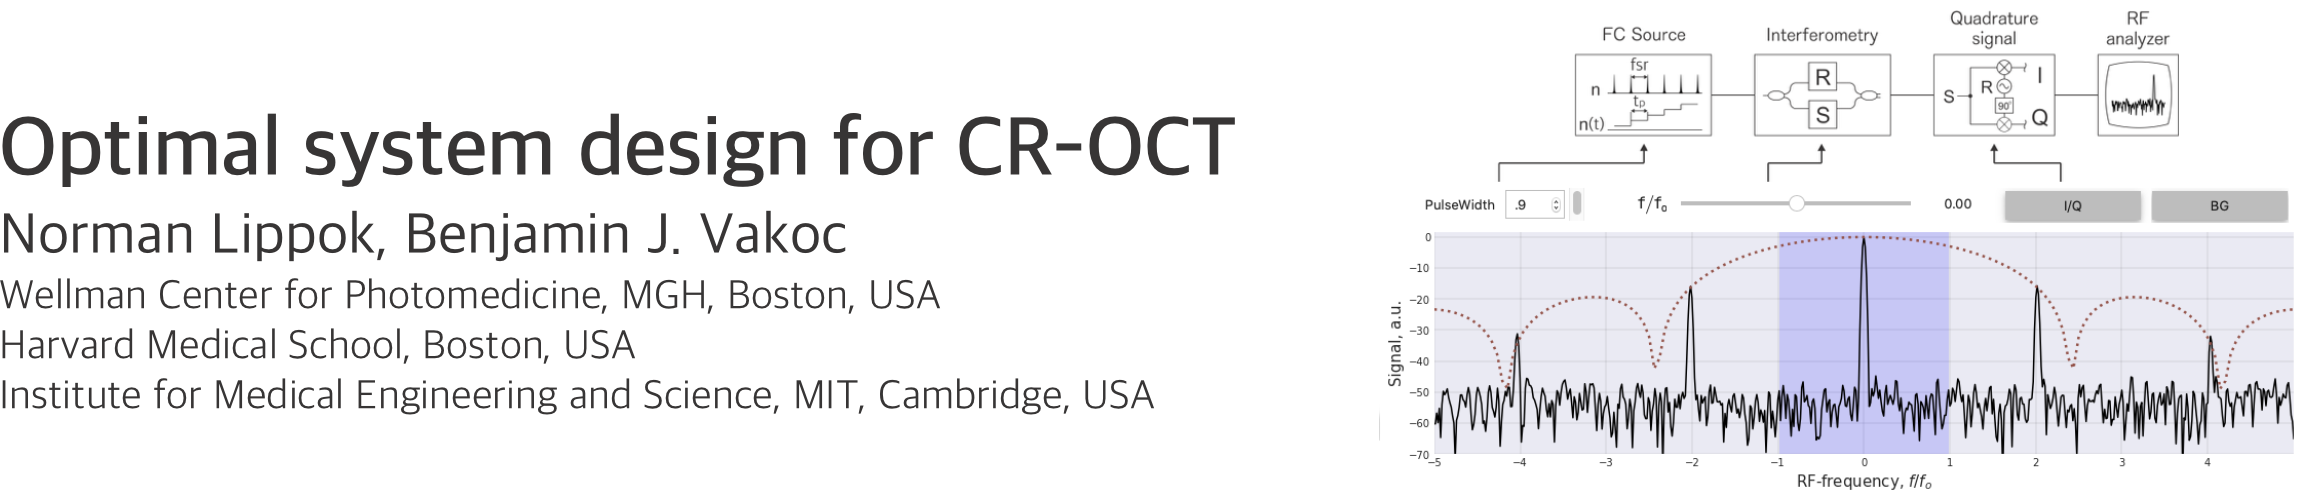 Optimal system design for CR-OCT
Norman Lippok, Benjamin J. Vakoc
Wellman Center for Photomedicine, MGH, Boston, USA
Harvard Medical School, Boston, USA
Institute for Medical Engineering and Science, MIT, Cambridge, USA
FC Source
Interferometry
Quadrature
signal
RF
analyzer
fsr
n
tp
n(t)
R
S
S
R
90°
I
Q
PulseWidth .9
f/fo
0.00
I/Q
BG
Signal, a.u.
0
−10
−20
−30
−40
−50
−60
−70
−5 −4 −3 −2 −1 0 1 2 3 4
RF-frequency, f/fo